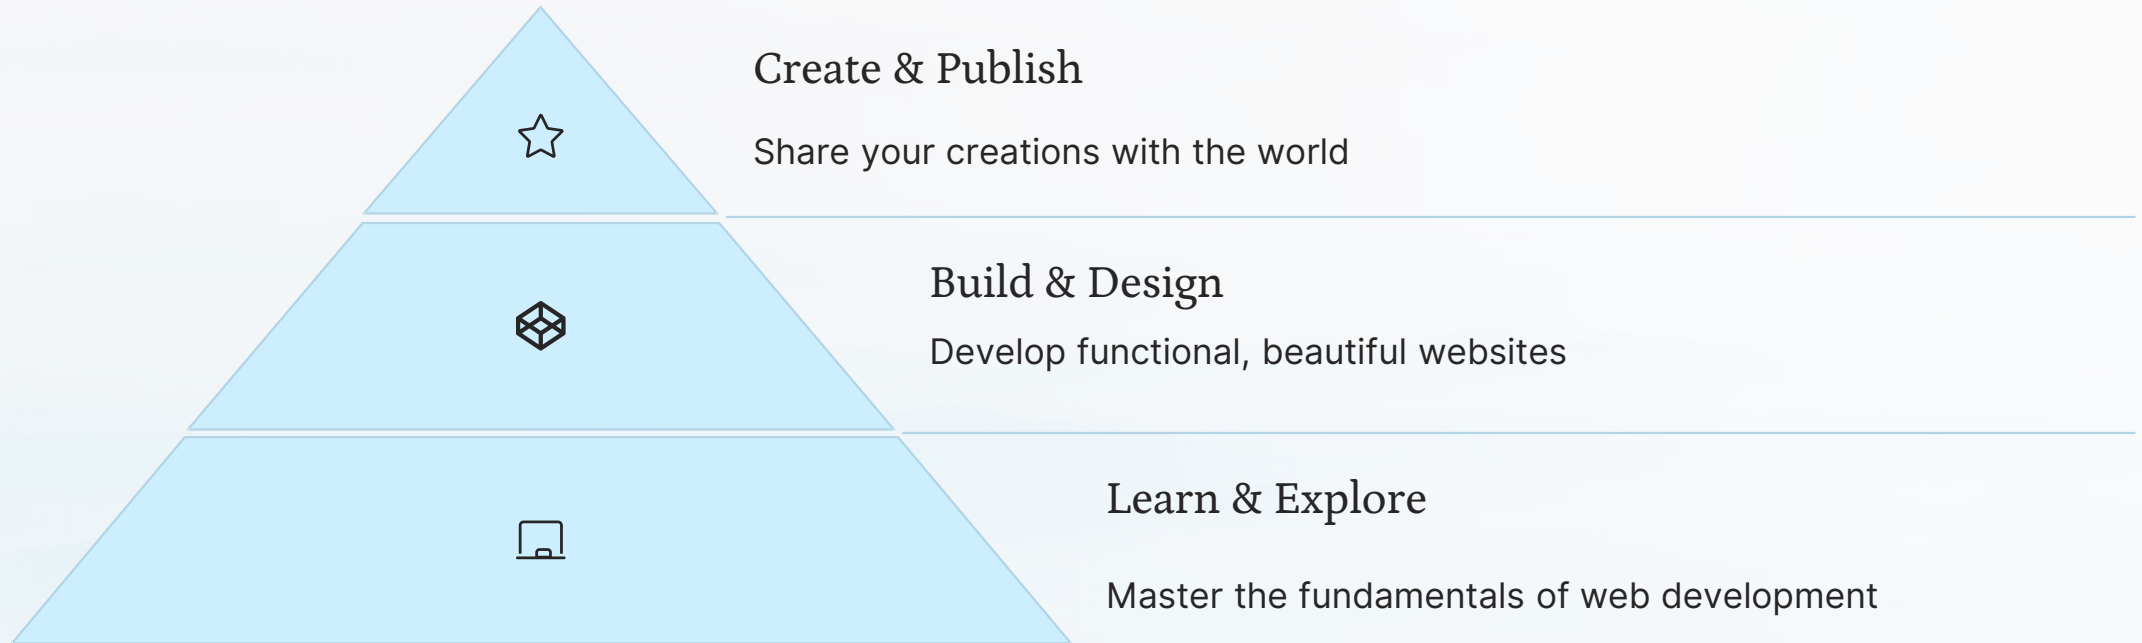 Create & Publish
Share your creations with the world
Build & Design
Develop functional, beautiful websites
Learn & Explore
Master the fundamentals of web development